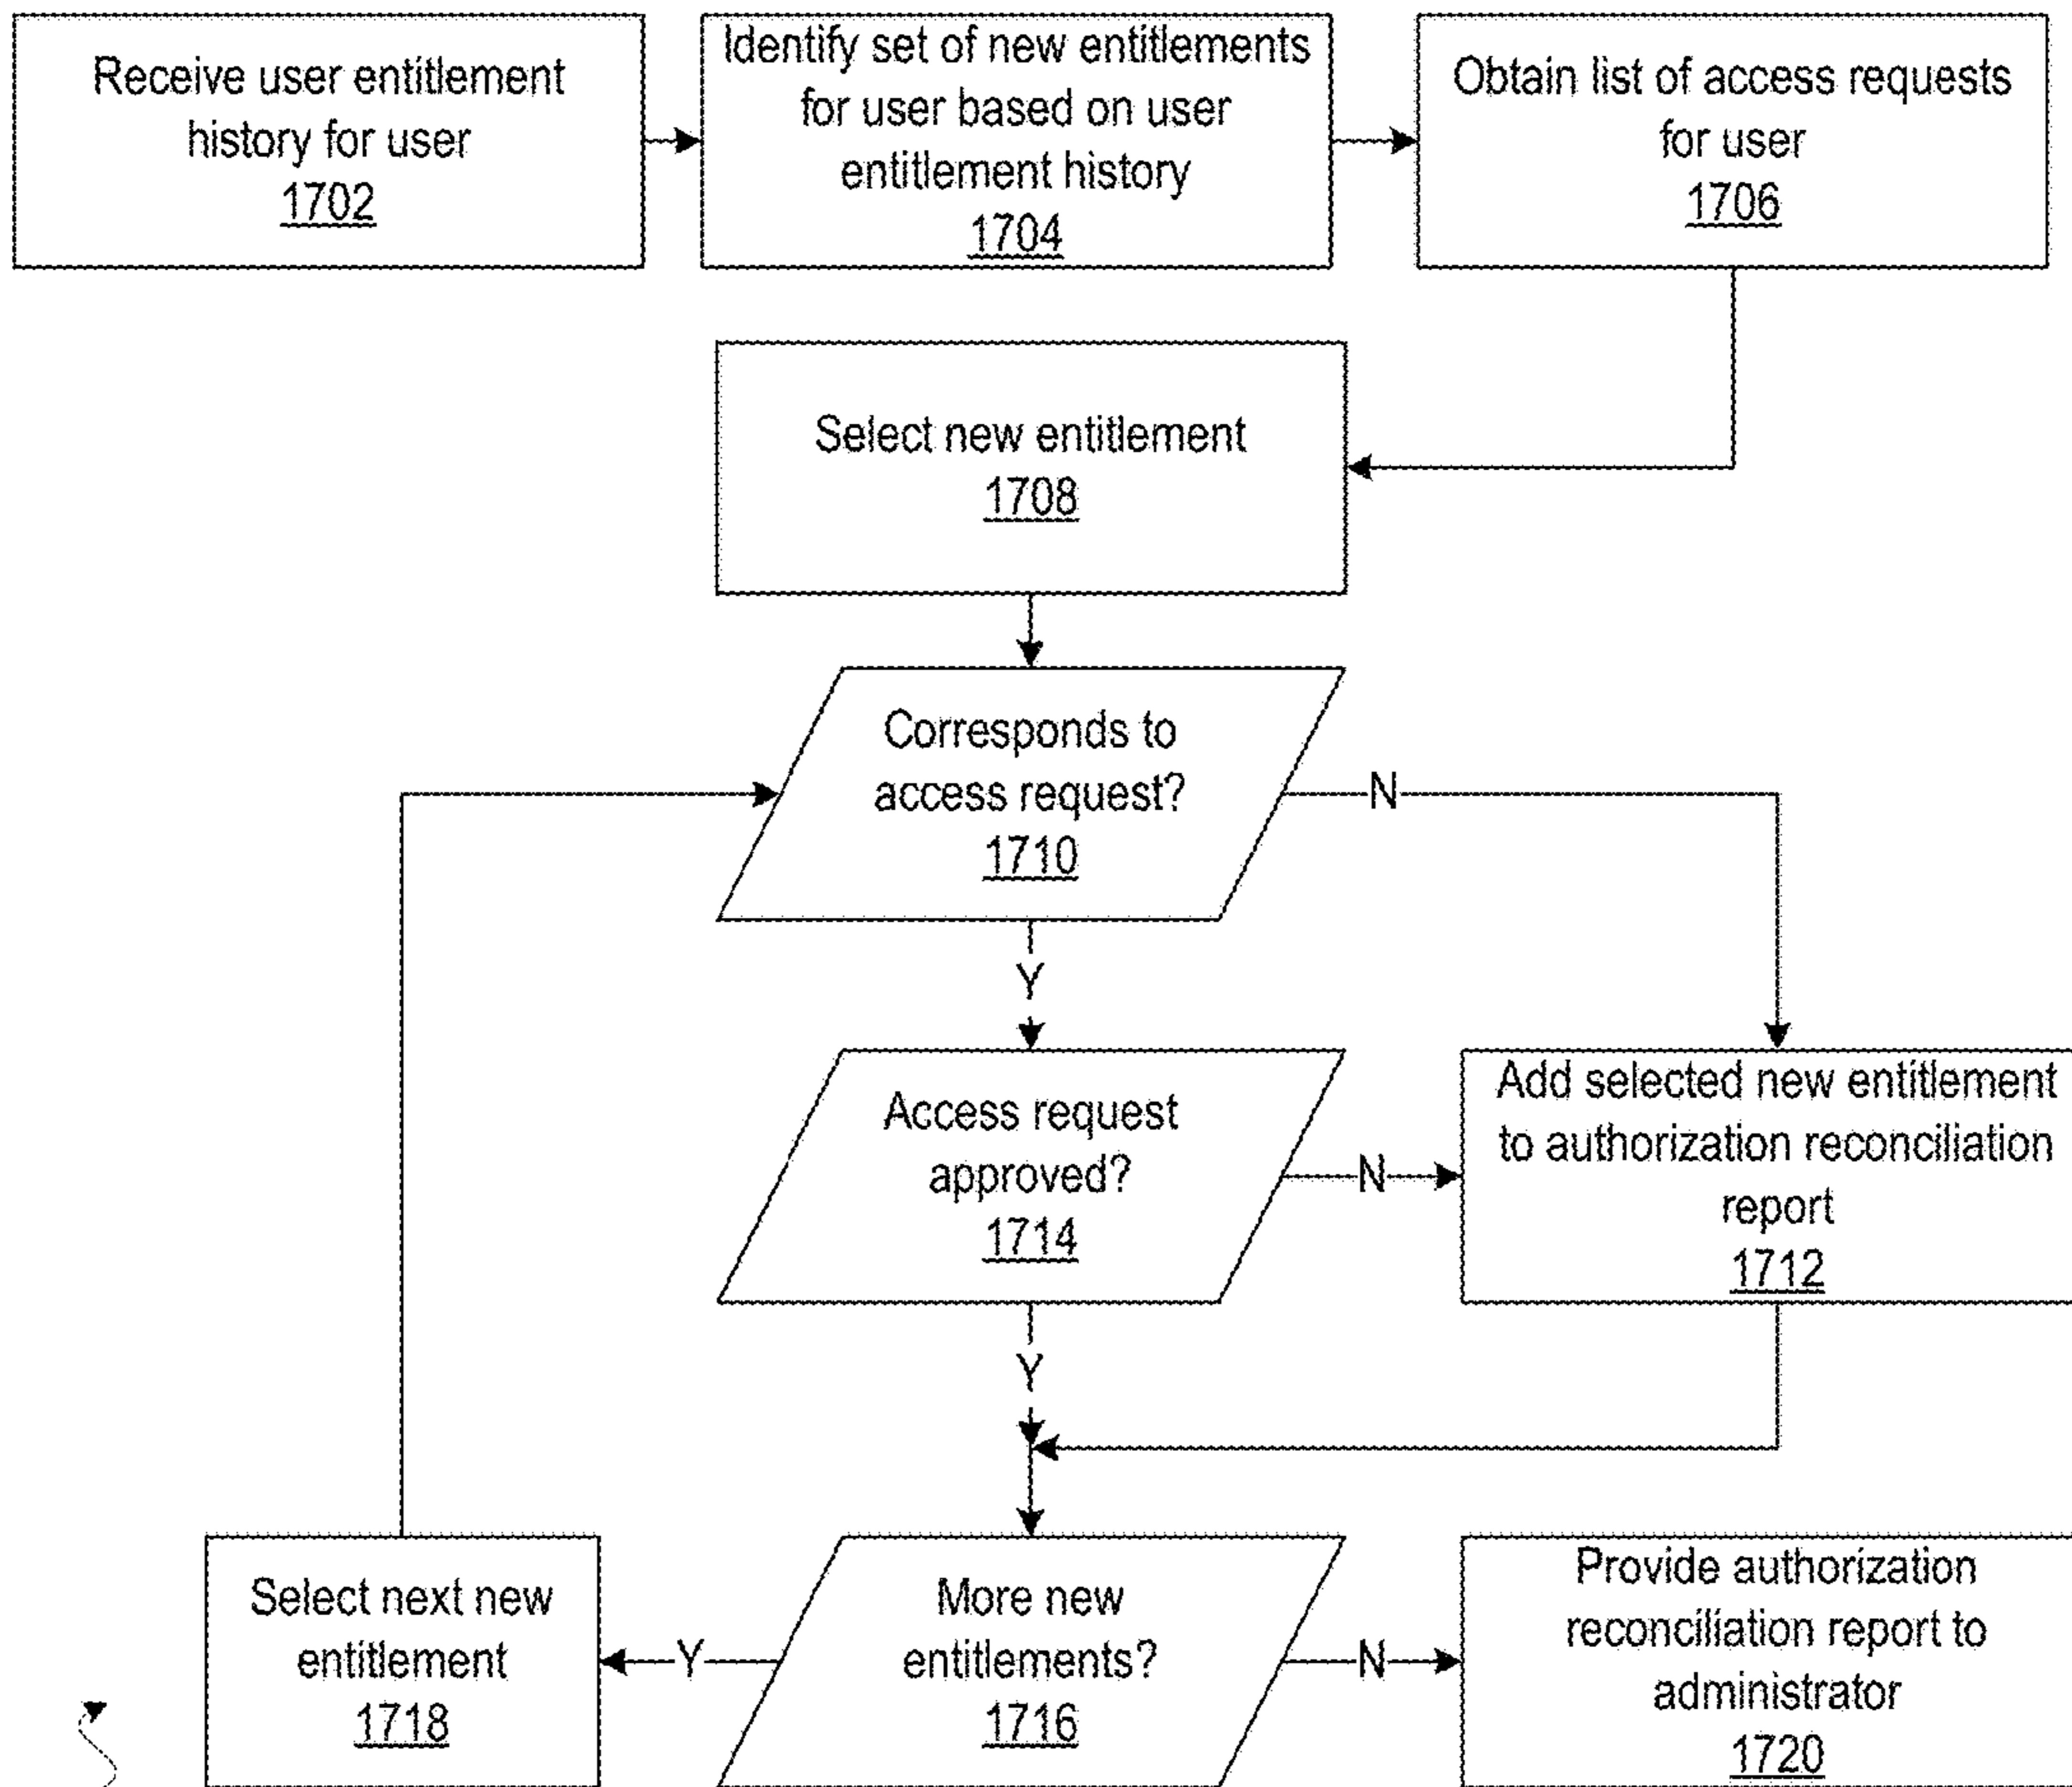 Receive user entitlement
history for user
1702
Identify set of new entitlements
for user based on user
entitlement history
1704
Obtain list of access requests
for user
1706
Select new entitlement
1708
Corresponds to
access request?
1710
N
Y
Access request
approved?
1714
N
Add selected new entitlement
to authorization reconciliation
report
1712
Y
Select next new
entitlement
1718
Y
More new
entitlements?
1716
N
Provide authorization
reconciliation report to
administrator
1720